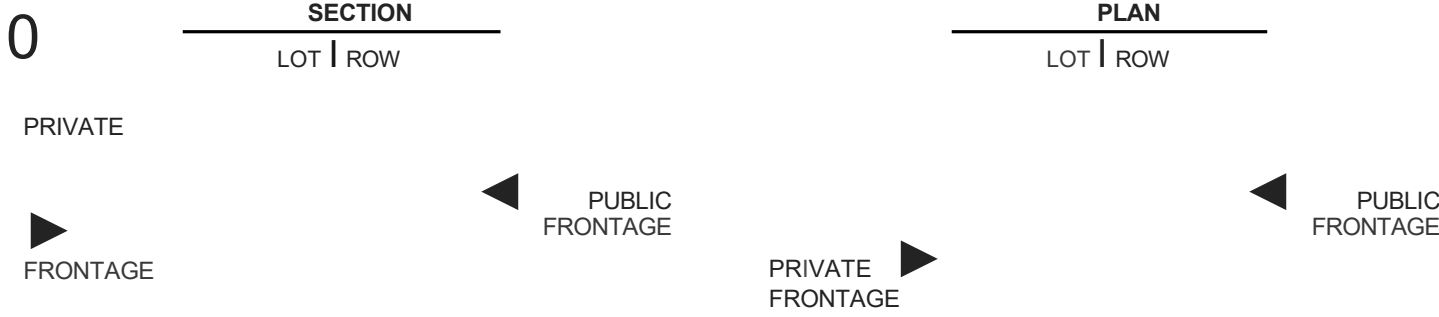 0
SECTION
LOT | ROW
PRIVATE
PUBLIC
FRONTAGE
FRONTAGE
PLAN
LOT | ROW
PUBLIC
FRONTAGE
PRIVATE
FRONTAGE